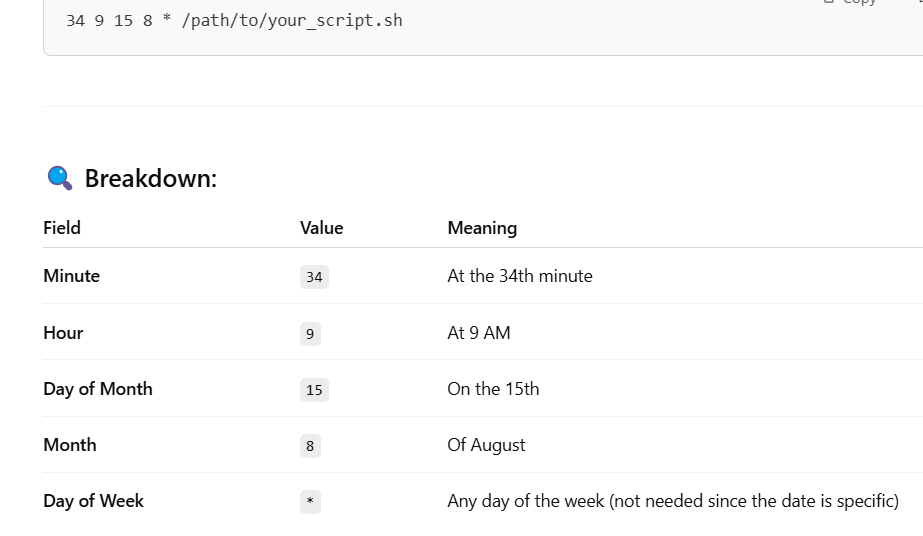 34 9 15 8 * /path/to/your_script.sh
Breakdown:
Field Value Meaning
Minute 34 At the 34th minute
Hour 9 At 9 AM
Day of Month 15 On the 15th
Month 8 Of August
Day of Week * Any day of the week (not needed since the date is specific)